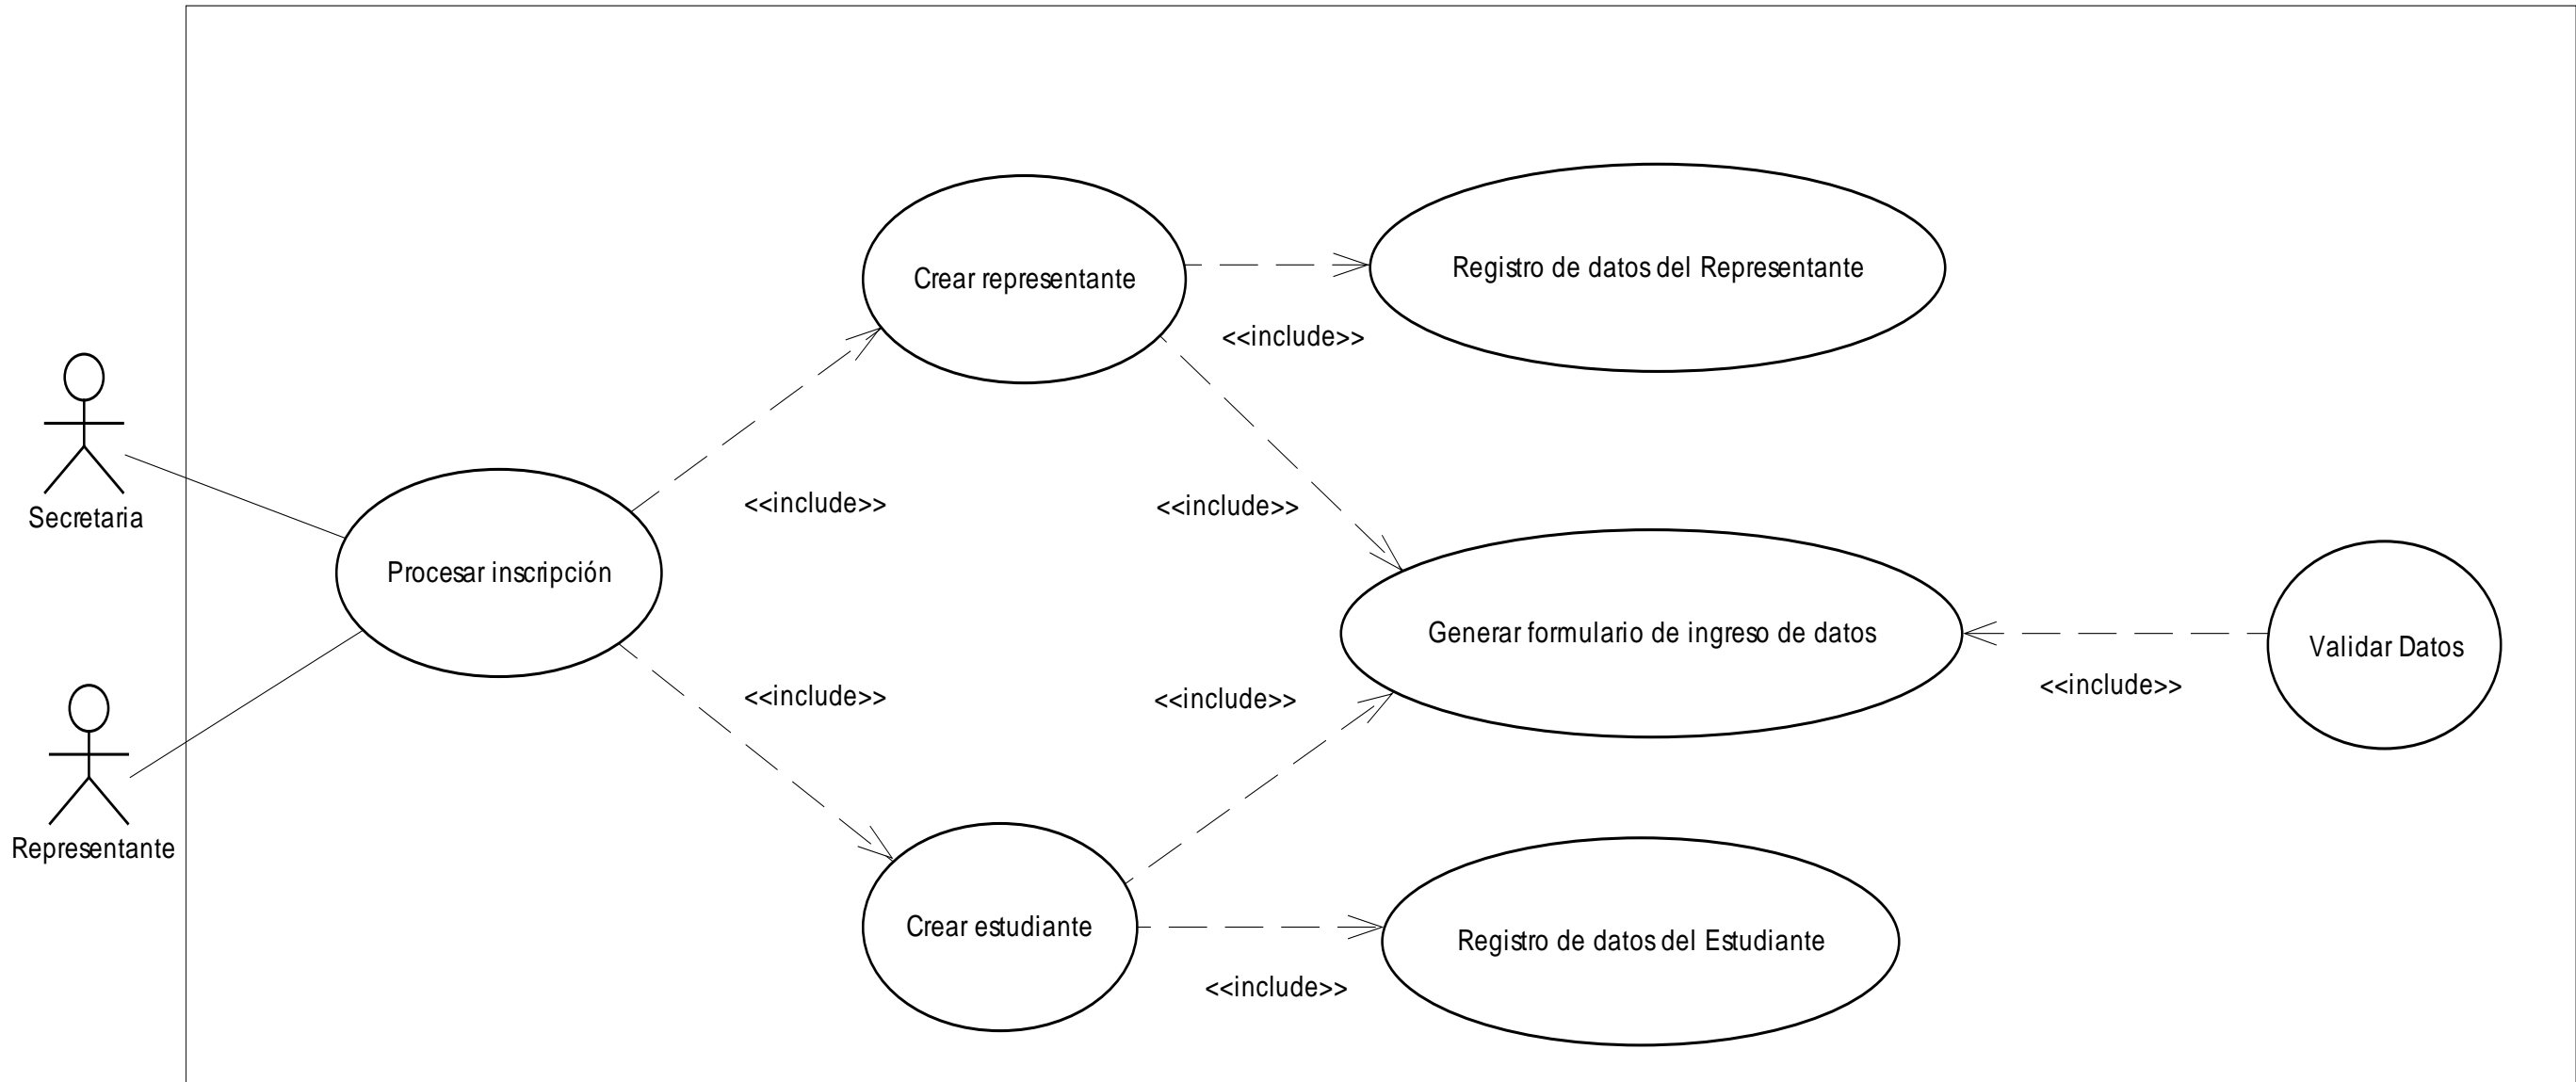 Crear representante
Registro de datos del Representante
<<include>>
Secretaria
<<include>>
<<include>>
Procesar inscripción
Generar formulario de ingreso de datos
Validar Datos
<<include>>
<<include>>
<<include>>
Representante
Crear estudiante
Registro de datos del Estudiante
<<include>>